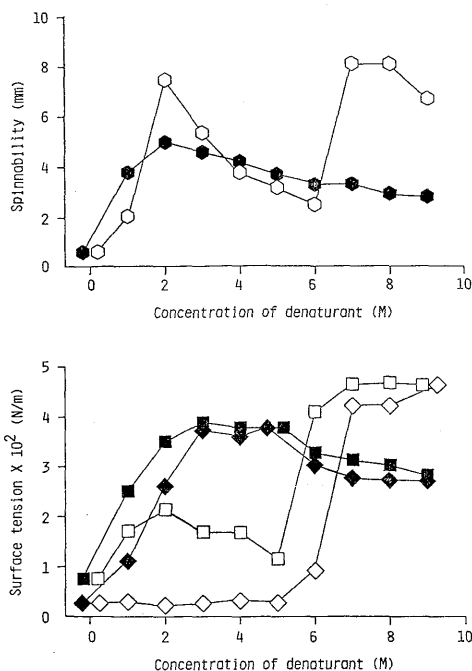 10
8
6
4
2
0
Spinnability (mm)
0 2 4 6 8 10
Concentration of denaturant (M)
5
4
3
2
1
0
Surface tension X 10² (N/m)
0 2 4 6 8 10
Concentration of denaturant (M)